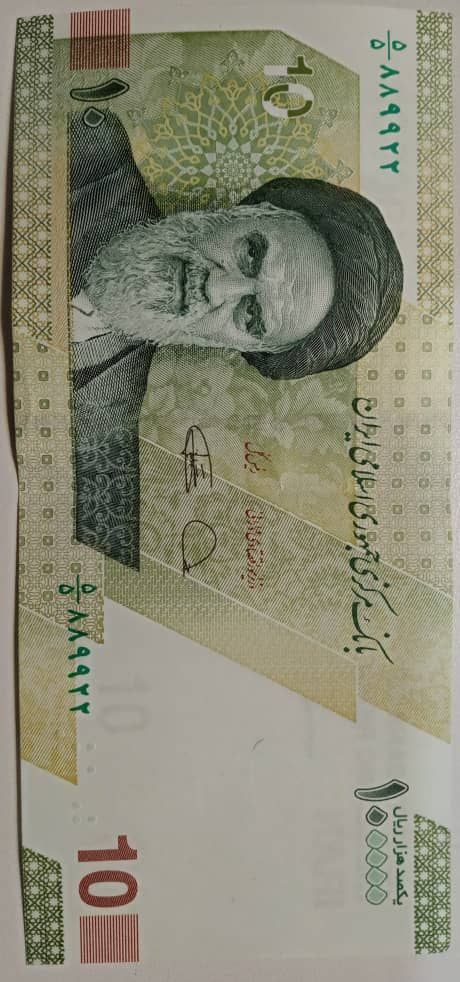 یکصد هزار ریال
۱۰۰۰۰۰
۵/۵ ۸۸۹۹۲۲
بانک مرکزی جمهوری اسلامی ایران
10
وزیر امور اقتصادی و دارائی
رئیس کل
10
۱۰
10
۵/۵ ۸۸۹۹۲۲